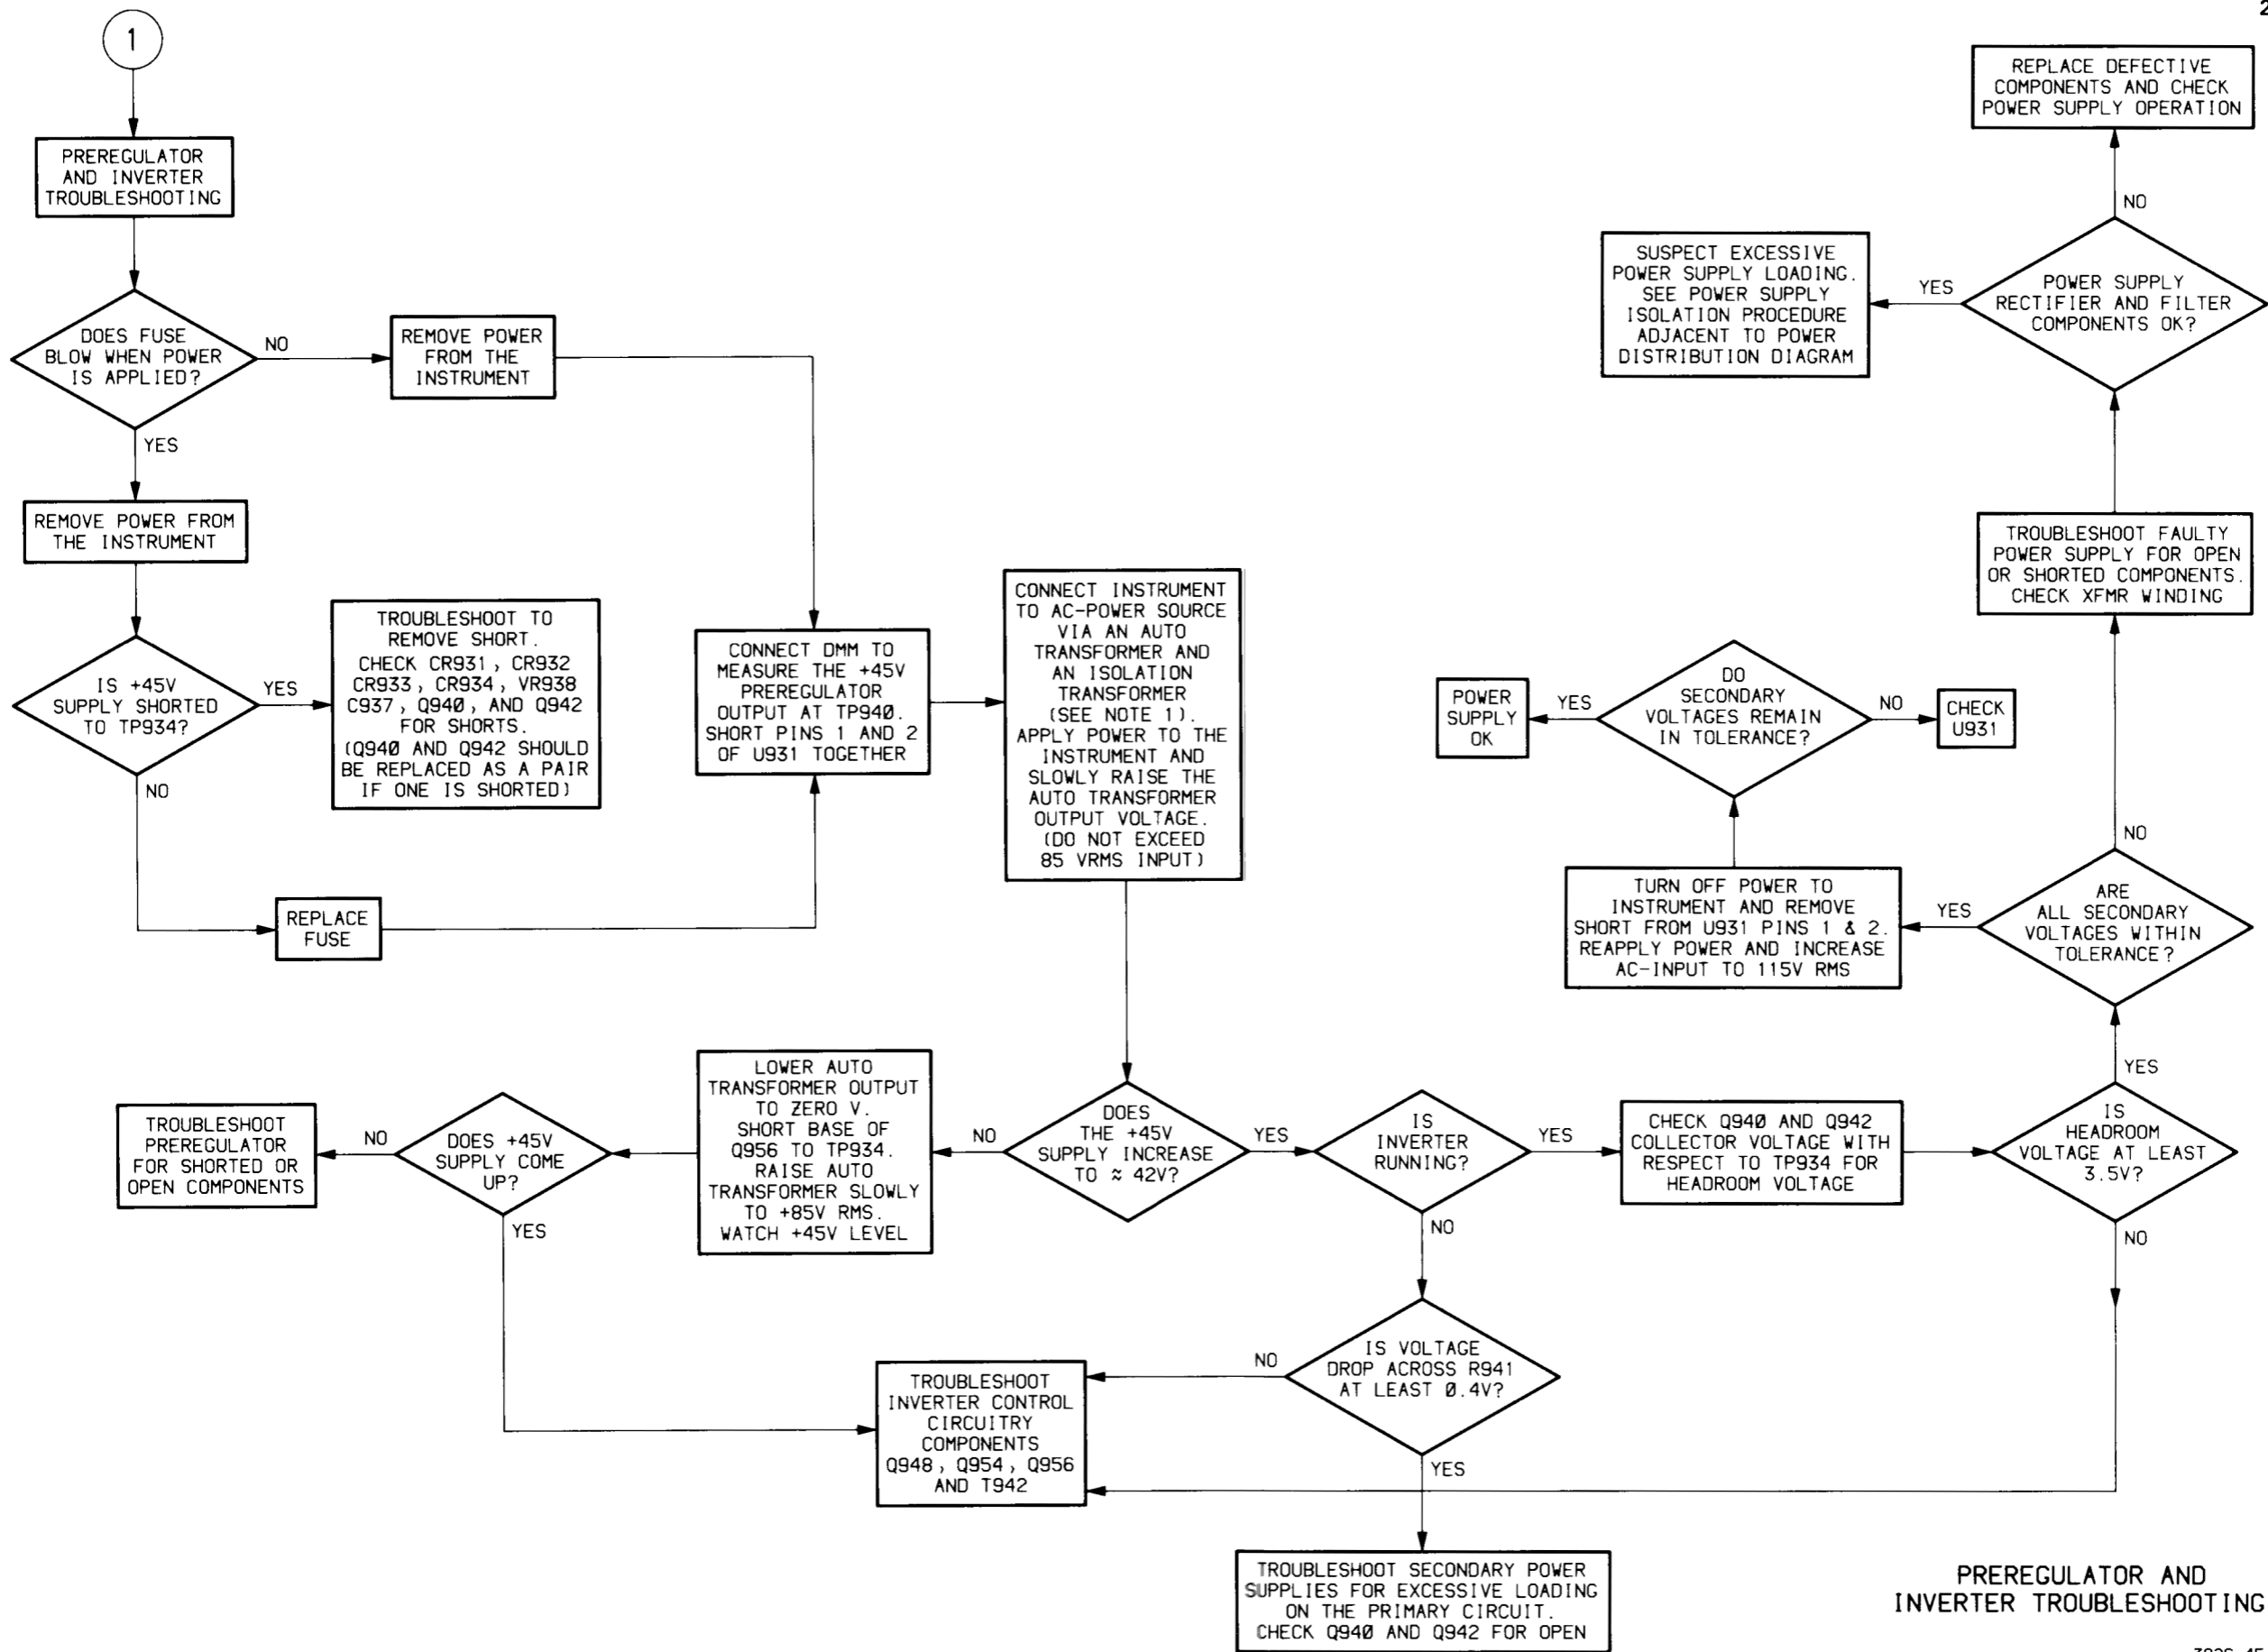 2
1
PREREGULATOR
AND INVERTER
TROUBLESHOOTING
DOES FUSE
BLOW WHEN POWER
IS APPLIED?
NO
YES
REMOVE POWER
FROM THE
INSTRUMENT
REMOVE POWER FROM
THE INSTRUMENT
IS +45V
SUPPLY SHORTED
TO TP934?
YES
NO
TROUBLESHOOT TO
REMOVE SHORT.
CHECK CR931, CR932
CR933, CR934, VR938
C937, Q940, AND Q942
FOR SHORTS.
(Q940 AND Q942 SHOULD
BE REPLACED AS A PAIR
IF ONE IS SHORTED)
REPLACE
FUSE
CONNECT DMM TO
MEASURE THE +45V
PREREGULATOR
OUTPUT AT TP940.
SHORT PINS 1 AND 2
OF U931 TOGETHER
CONNECT INSTRUMENT
TO AC-POWER SOURCE
VIA AN AUTO
TRANSFORMER AND
AN ISOLATION
TRANSFORMER
(SEE NOTE 1).
APPLY POWER TO THE
INSTRUMENT AND
SLOWLY RAISE THE
AUTO TRANSFORMER
OUTPUT VOLTAGE.
(DO NOT EXCEED
85 VRMS INPUT)
DOES
THE +45V
SUPPLY INCREASE
TO ≈ 42V?
NO
YES
LOWER AUTO
TRANSFORMER OUTPUT
TO ZERO V.
SHORT BASE OF
Q956 TO TP934.
RAISE AUTO
TRANSFORMER SLOWLY
TO +85V RMS.
WATCH +45V LEVEL
DOES +45V
SUPPLY COME
UP?
NO
YES
TROUBLESHOOT
PREREGULATOR
FOR SHORTED OR
OPEN COMPONENTS
IS
INVERTER
RUNNING?
YES
NO
IS VOLTAGE
DROP ACROSS R941
AT LEAST 0.4V?
NO
YES
TROUBLESHOOT
INVERTER CONTROL
CIRCUITRY
COMPONENTS
Q948, Q954, Q956
AND T942
TROUBLESHOOT SECONDARY POWER
SUPPLIES FOR EXCESSIVE LOADING
ON THE PRIMARY CIRCUIT.
CHECK Q940 AND Q942 FOR OPEN
CHECK Q940 AND Q942
COLLECTOR VOLTAGE WITH
RESPECT TO TP934 FOR
HEADROOM VOLTAGE
IS
HEADROOM
VOLTAGE AT LEAST
3.5V?
YES
NO
ARE
ALL SECONDARY
VOLTAGES WITHIN
TOLERANCE?
YES
NO
TURN OFF POWER TO
INSTRUMENT AND REMOVE
SHORT FROM U931 PINS 1 & 2.
REAPPLY POWER AND INCREASE
AC-INPUT TO 115V RMS
DO
SECONDARY
VOLTAGES REMAIN
IN TOLERANCE?
YES
NO
POWER
SUPPLY
OK
CHECK
U931
TROUBLESHOOT FAULTY
POWER SUPPLY FOR OPEN
OR SHORTED COMPONENTS.
CHECK XFMR WINDING
POWER SUPPLY
RECTIFIER AND FILTER
COMPONENTS OK?
YES
NO
SUSPECT EXCESSIVE
POWER SUPPLY LOADING.
SEE POWER SUPPLY
ISOLATION PROCEDURE
ADJACENT TO POWER
DISTRIBUTION DIAGRAM
REPLACE DEFECTIVE
COMPONENTS AND CHECK
POWER SUPPLY OPERATION
PREREGULATOR AND
INVERTER TROUBLESHOOTING